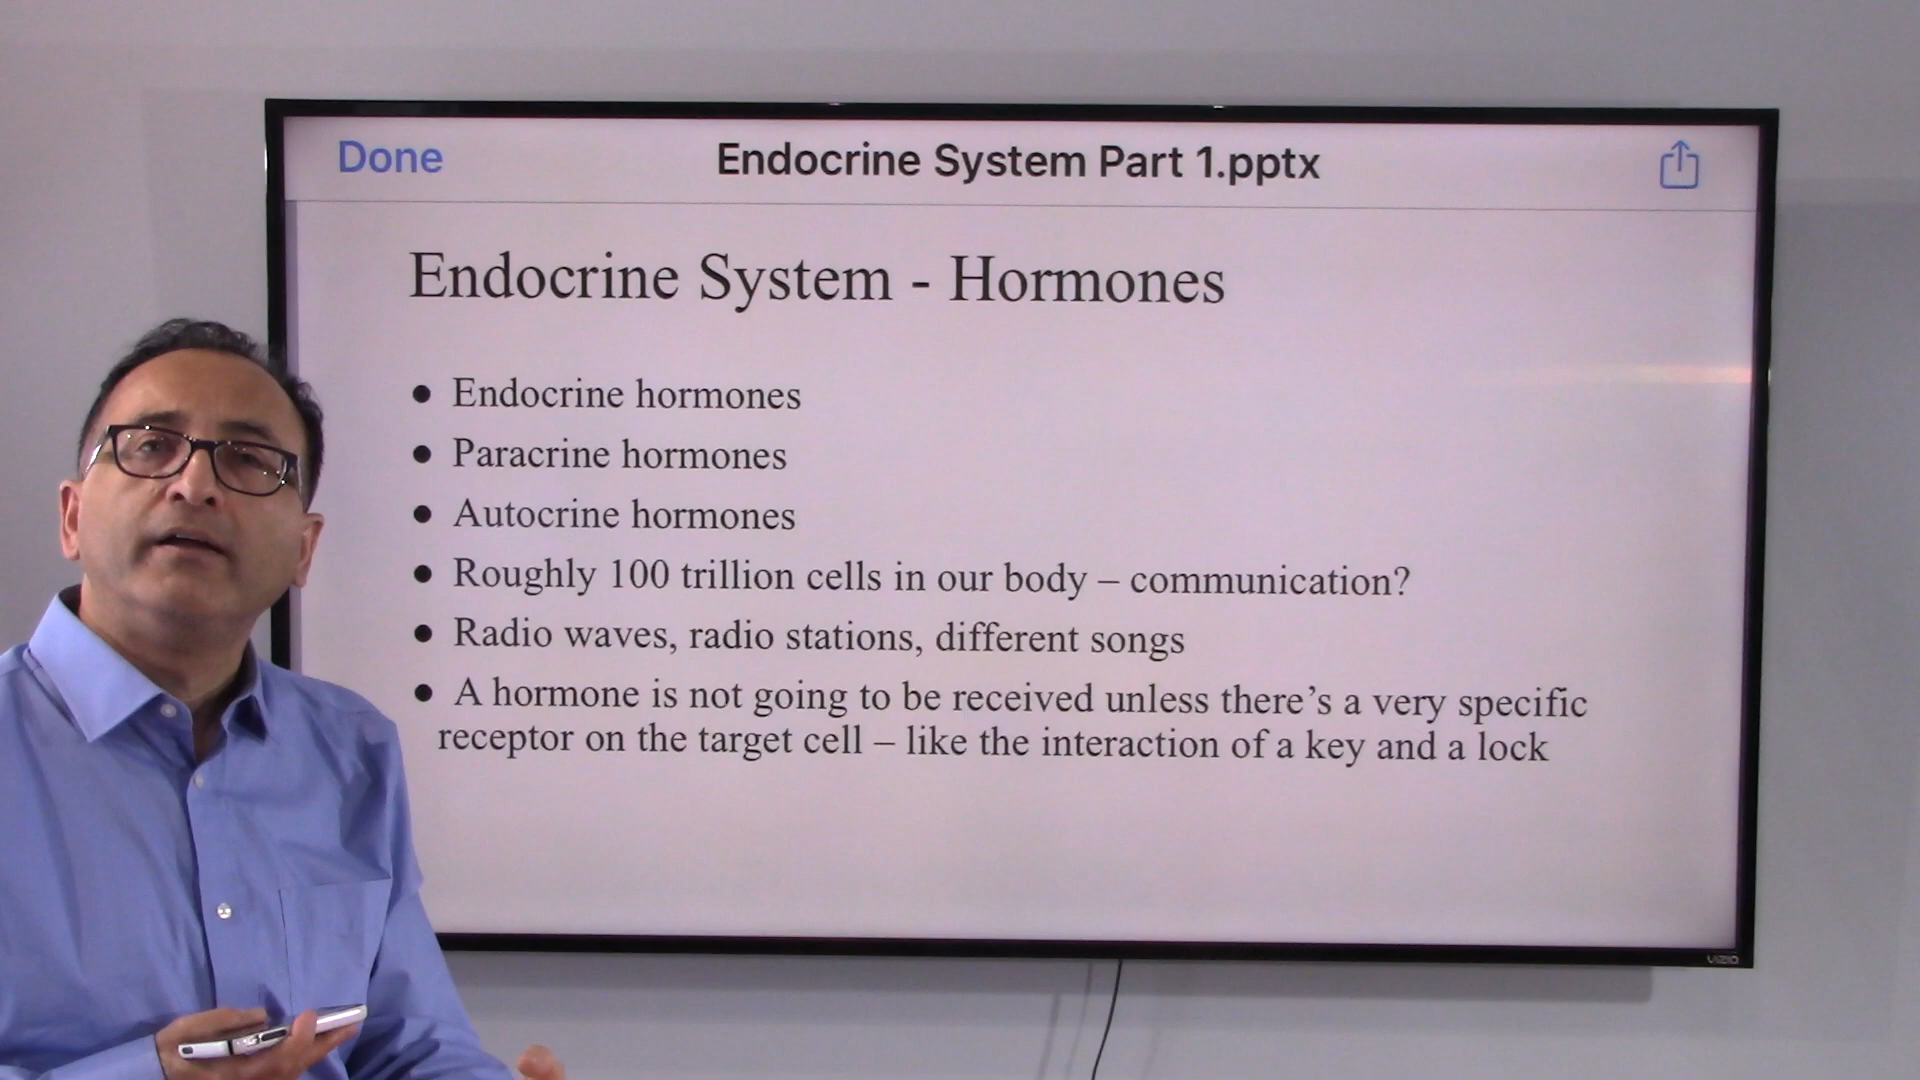 Done
Endocrine System Part 1.pptx
Endocrine System - Hormones
● Endocrine hormones
● Paracrine hormones
● Autocrine hormones
● Roughly 100 trillion cells in our body – communication?
● Radio waves, radio stations, different songs
● A hormone is not going to be received unless there’s a very specific
receptor on the target cell – like the interaction of a key and a lock
VIZIO